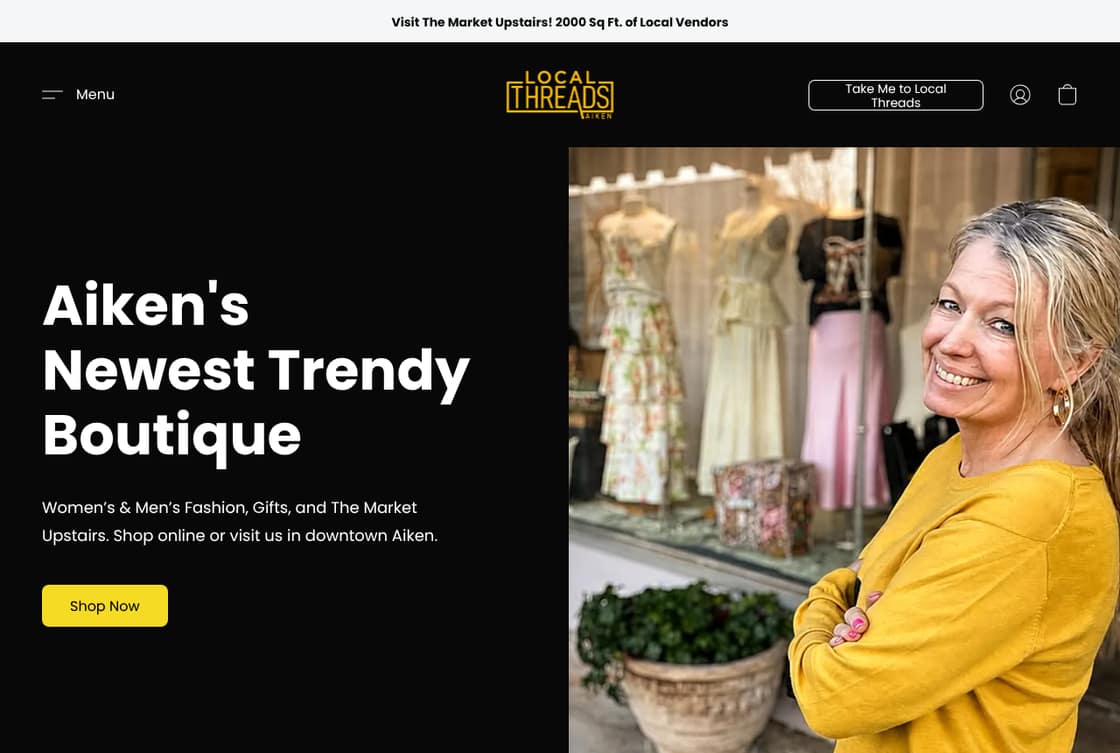 Visit The Market Upstairs! 2000 Sq Ft. of Local Vendors
Menu
LOCAL
THREADS
AIKEN
Take Me to Local
Threads
Aiken's
Newest Trendy
Boutique
Women’s & Men’s Fashion, Gifts, and The Market
Upstairs. Shop online or visit us in downtown Aiken.
Shop Now